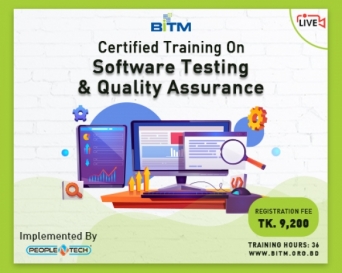 BiTM
LIVE
Certified Training On
Software Testing
& Quality Assurance
REGISTRATION FEE
TK. 9,200
Implemented By
PEOPLE N TECH
TRAINING HOURS: 36
WWW.BITM.ORG.BD